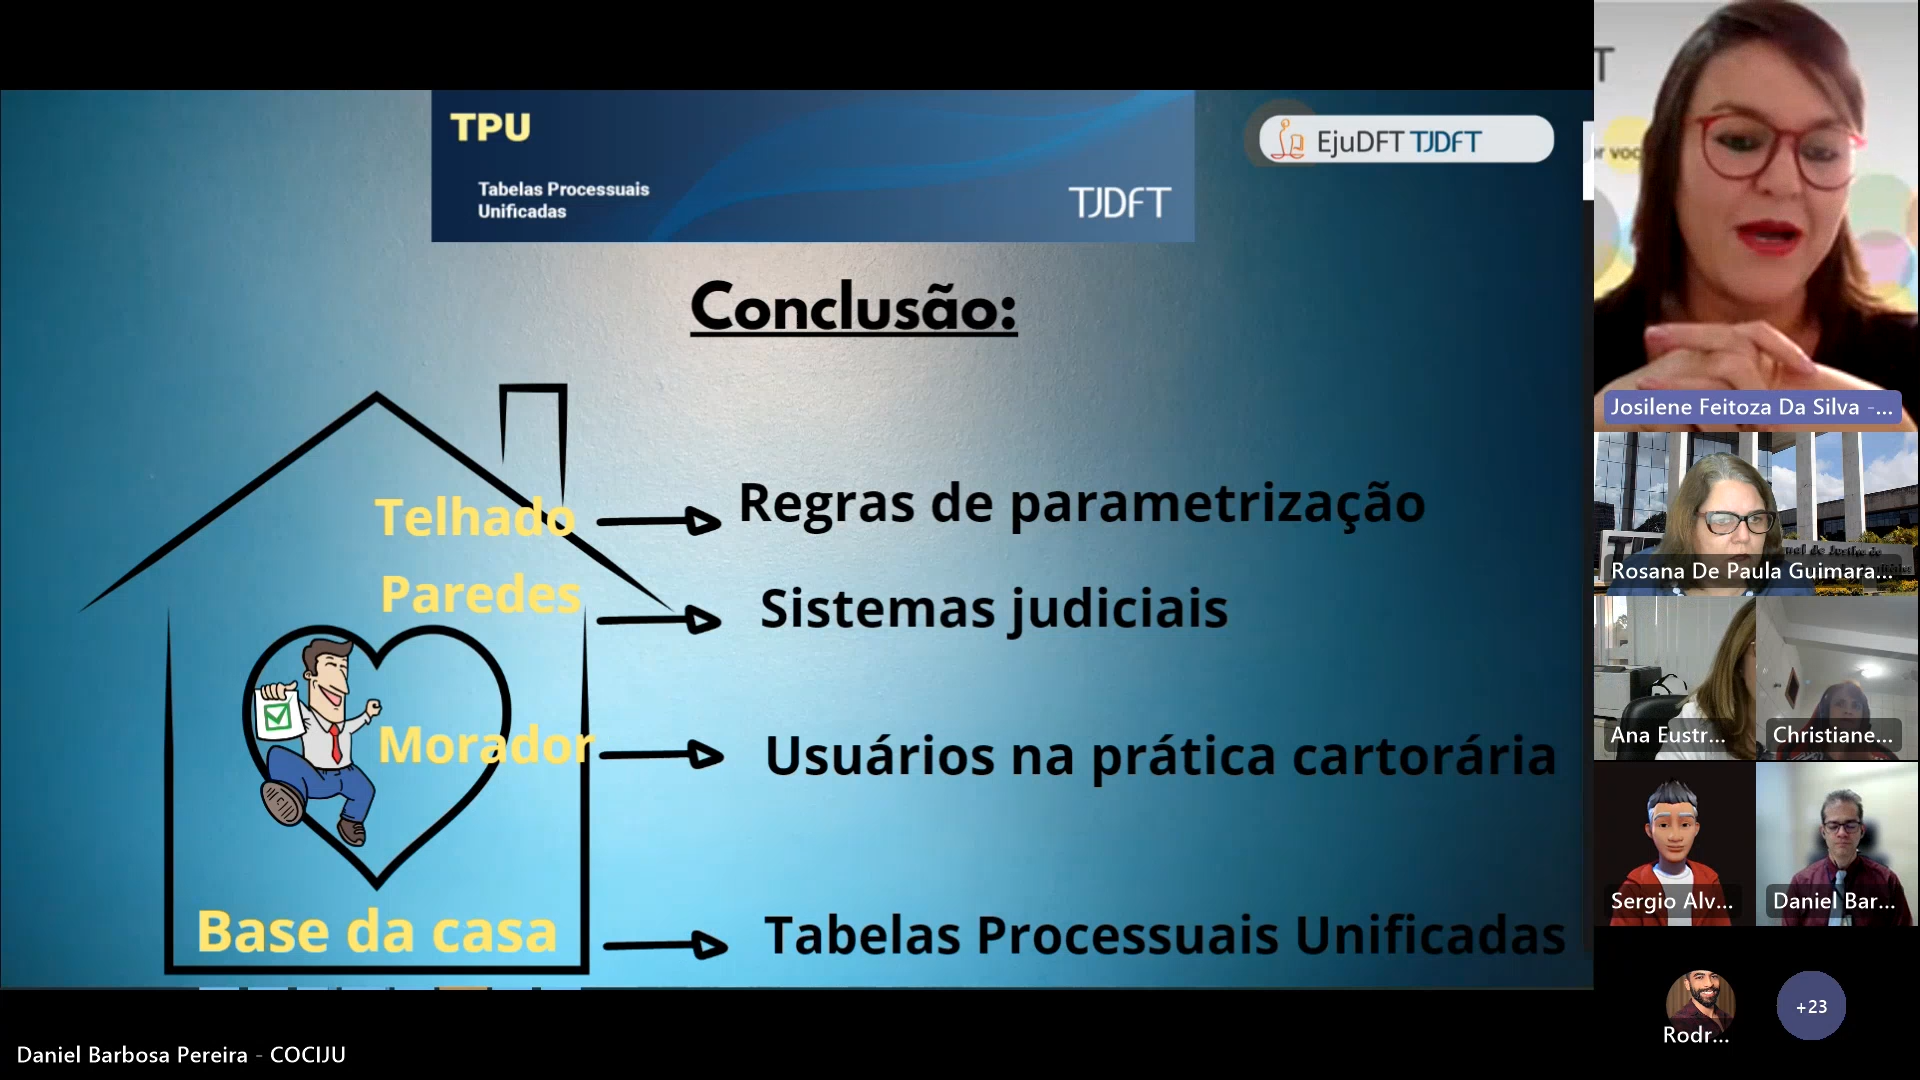 TPU
Tabelas Processuais
Unificadas
TJDFT
EjuDFT TJDFT
Conclusão:
Telhado
Regras de parametrização
Paredes
Sistemas judiciais
Morador
Usuários na prática cartorária
Base da casa
Tabelas Processuais Unificadas
Daniel Barbosa Pereira - COCIJU
T
r você
Josilene Feitoza Da Silva -...
Rosana De Paula Guimara...
Ana Eustr...
Christiane...
Sergio Alv...
Daniel Bar...
Rodr...
+23